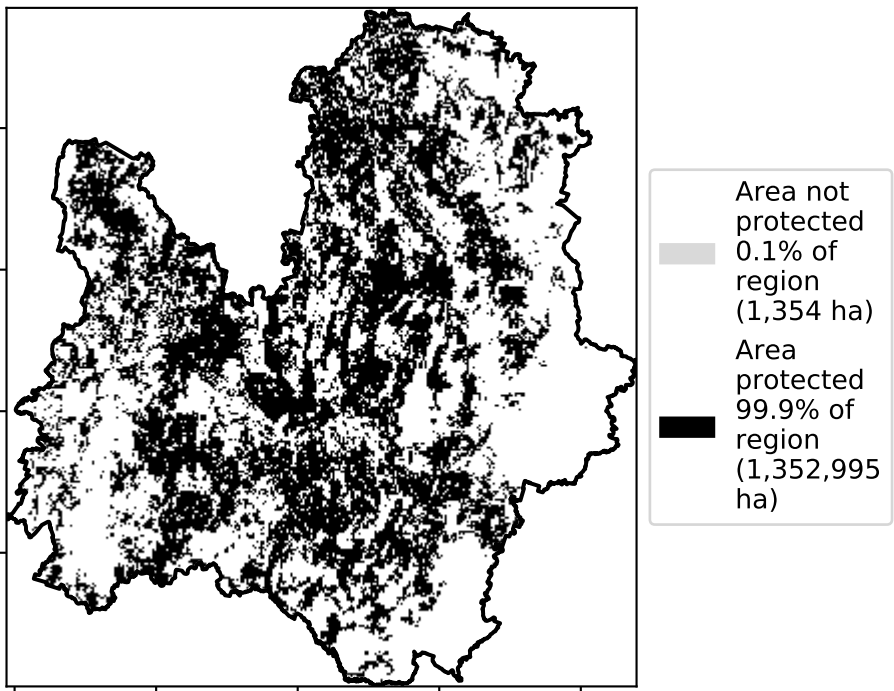 Area not
protected
0.1% of
region
(1,354 ha)
Area
protected
99.9% of
region
(1,352,995
ha)